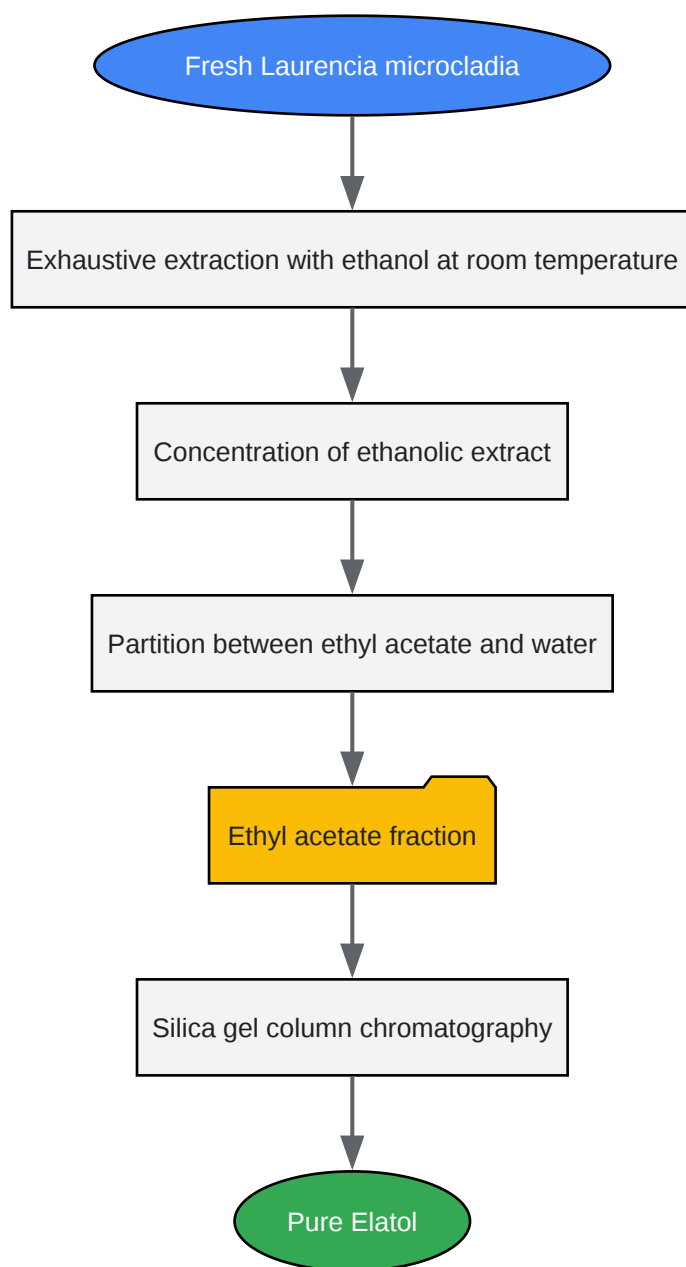 Fresh Laurencia microcladia
Exhaustive extraction with ethanol at room temperature
Concentration of ethanolic extract
Partition between ethyl acetate and water
Ethyl acetate fraction
Silica gel column chromatography
Pure Elatol